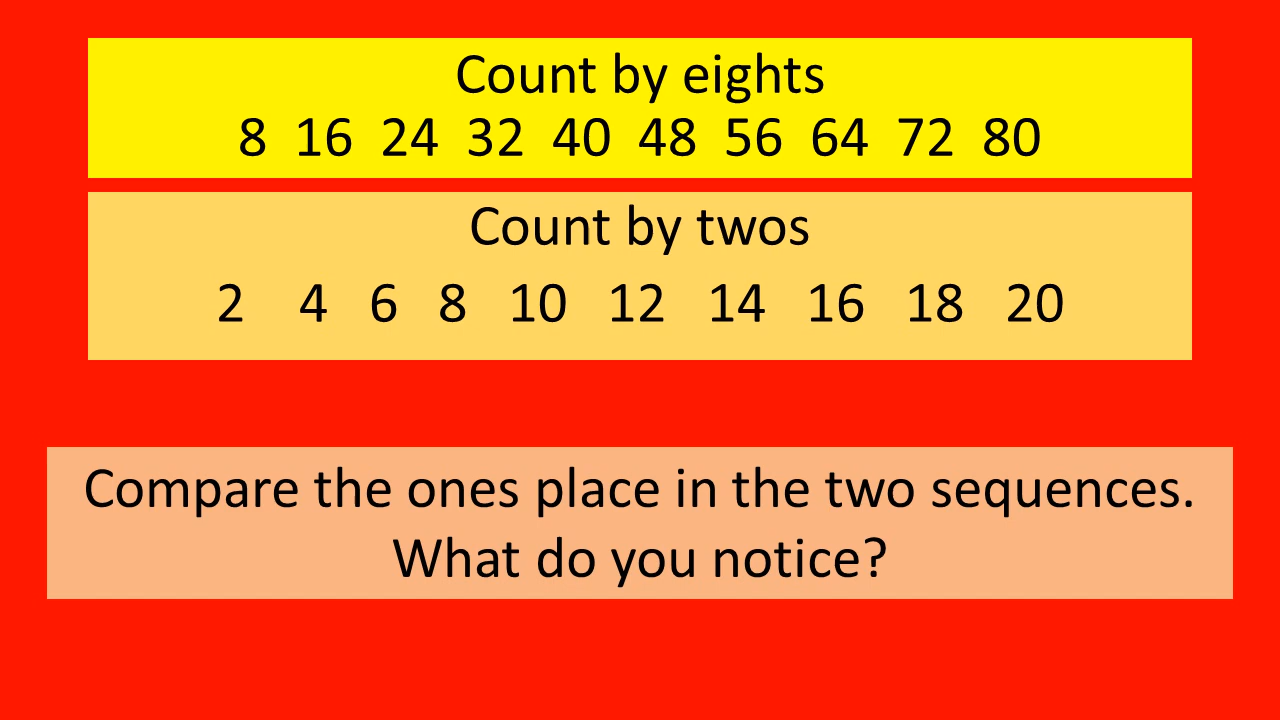 Count by eights
8 16 24 32 40 48 56 64 72 80
Count by twos
2 4 6 8 10 12 14 16 18 20
Compare the ones place in the two sequences.
What do you notice?